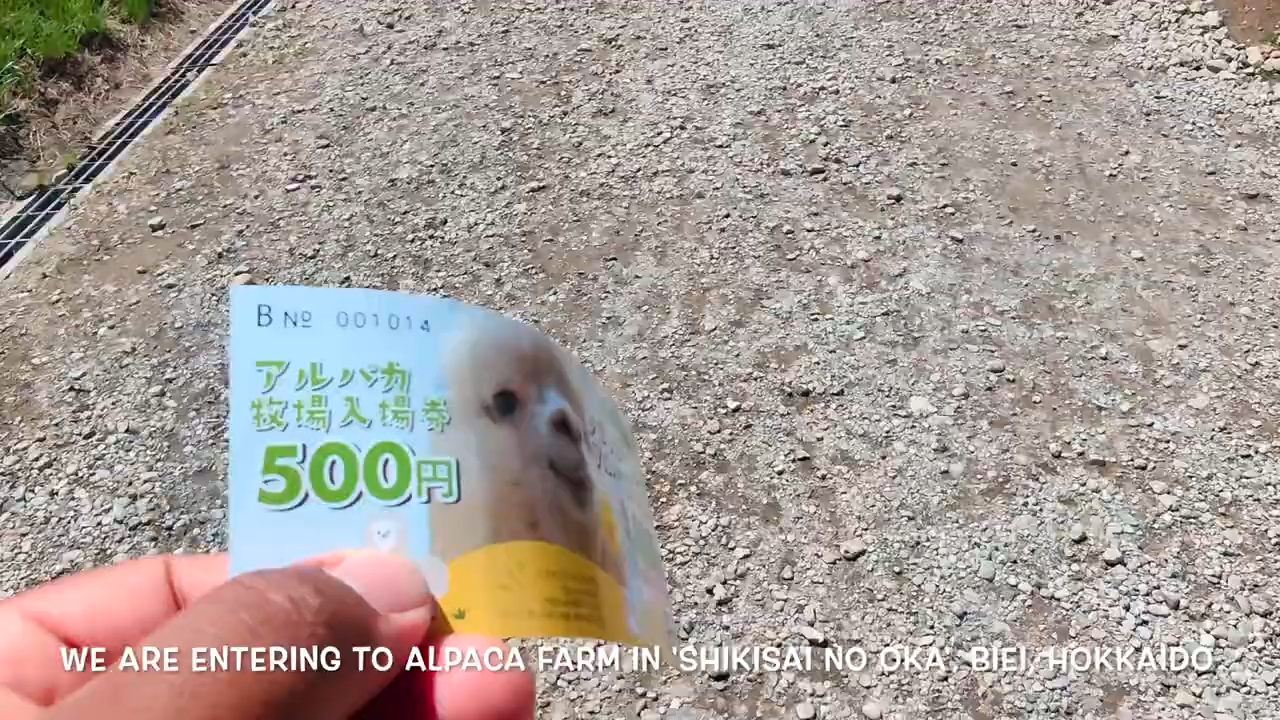 B No 001014
アルパカ
牧場入場券
500円
WE ARE ENTERING TO ALPACA FARM IN 'SHIKISAI NO OKA', BIEI, HOKKAIDO